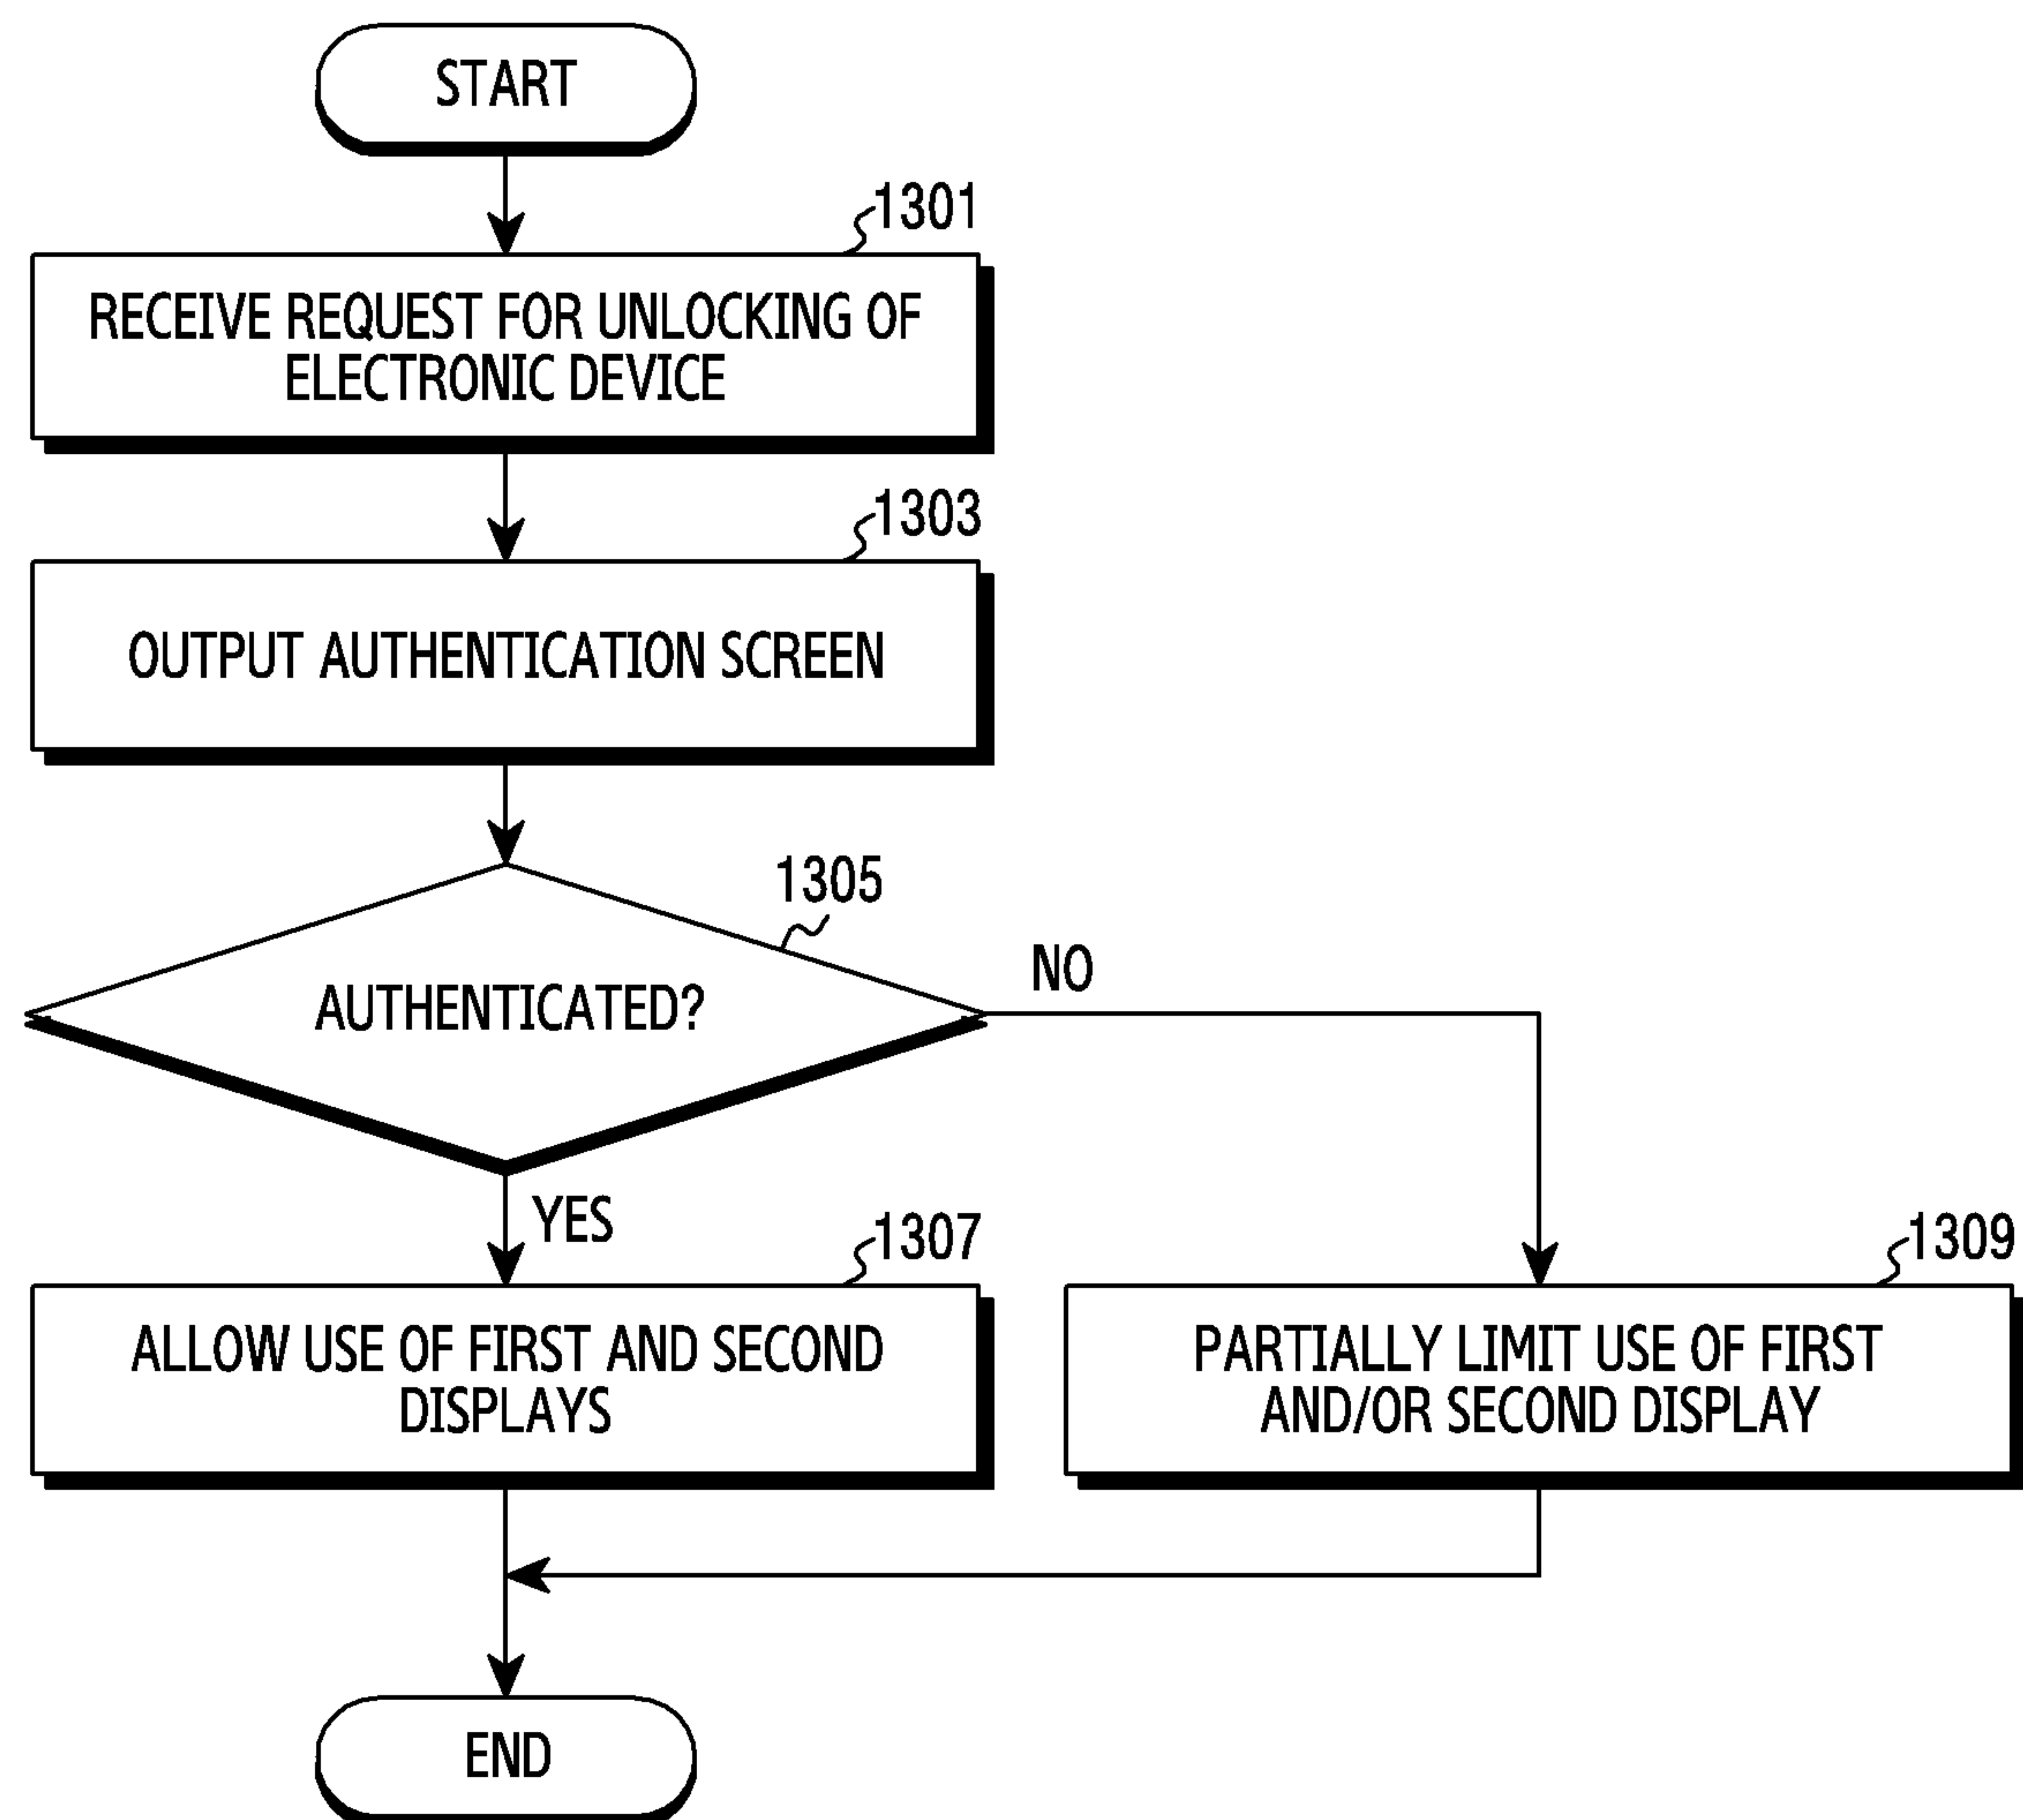 START
1301
RECEIVE REQUEST FOR UNLOCKING OF
ELECTRONIC DEVICE
1303
OUTPUT AUTHENTICATION SCREEN
1305
AUTHENTICATED?
NO
YES
1307
ALLOW USE OF FIRST AND SECOND
DISPLAYS
1309
PARTIALLY LIMIT USE OF FIRST
AND/OR SECOND DISPLAY
END